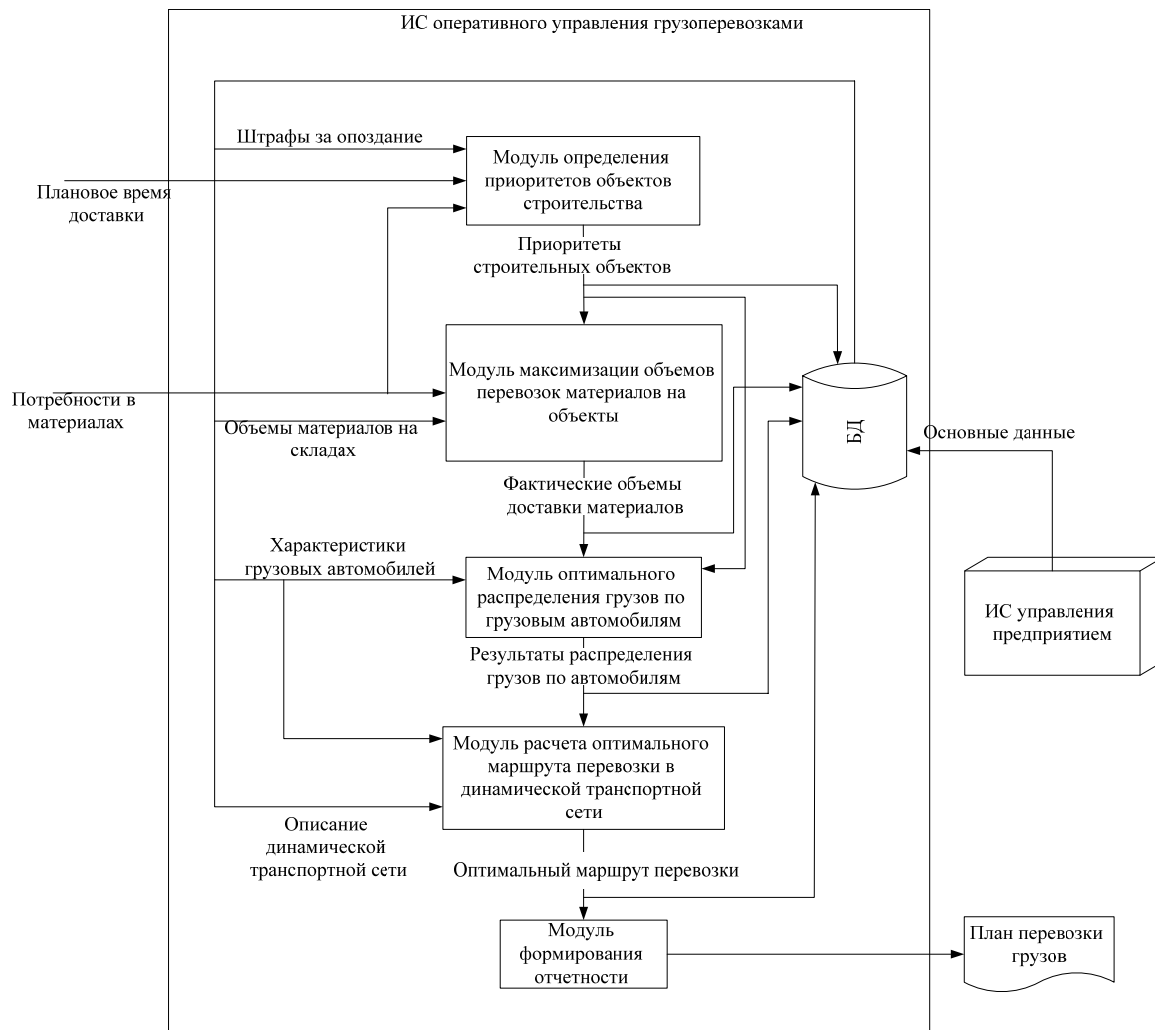 ИС оперативного управления грузоперевозками
Штрафы за опоздание
Модуль определения
приоритетов объектов
строительства
Плановое время
доставки
Приоритеты
строительных объектов
Модуль максимизации объемов
перевозок материалов на
объекты
Потребности в
материалах
Объемы материалов на
складах
БД
Основные данные
Фактические объемы
доставки материалов
Характеристики
грузовых автомобилей
Модуль оптимального
распределения грузов по
грузовым автомобилям
ИС управления
предприятием
Результаты распределения
грузов по автомобилям
Модуль расчета оптимального
маршрута перевозки в
динамической транспортной
сети
Описание
динамической
транспортной сети
Оптимальный маршрут перевозки
Модуль
формирования
отчетности
План перевозки
грузов